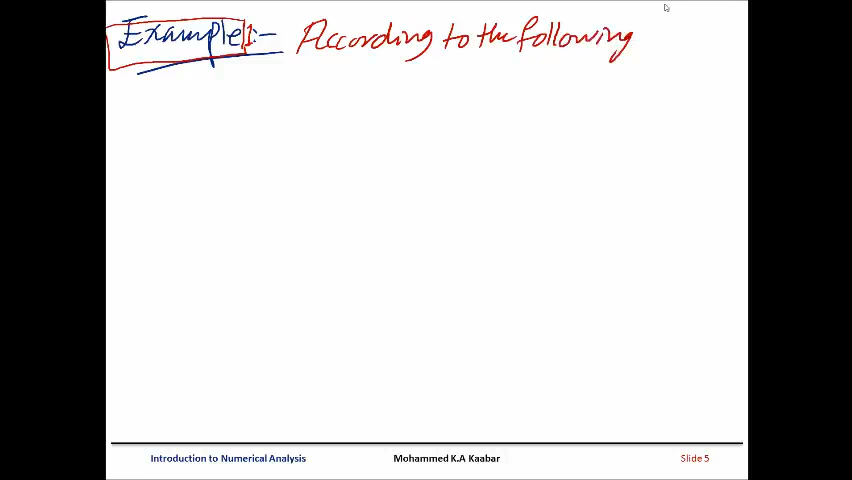 Example 1:- According to the following
Introduction to Numerical Analysis Mohammed K.A Kaabar Slide 5